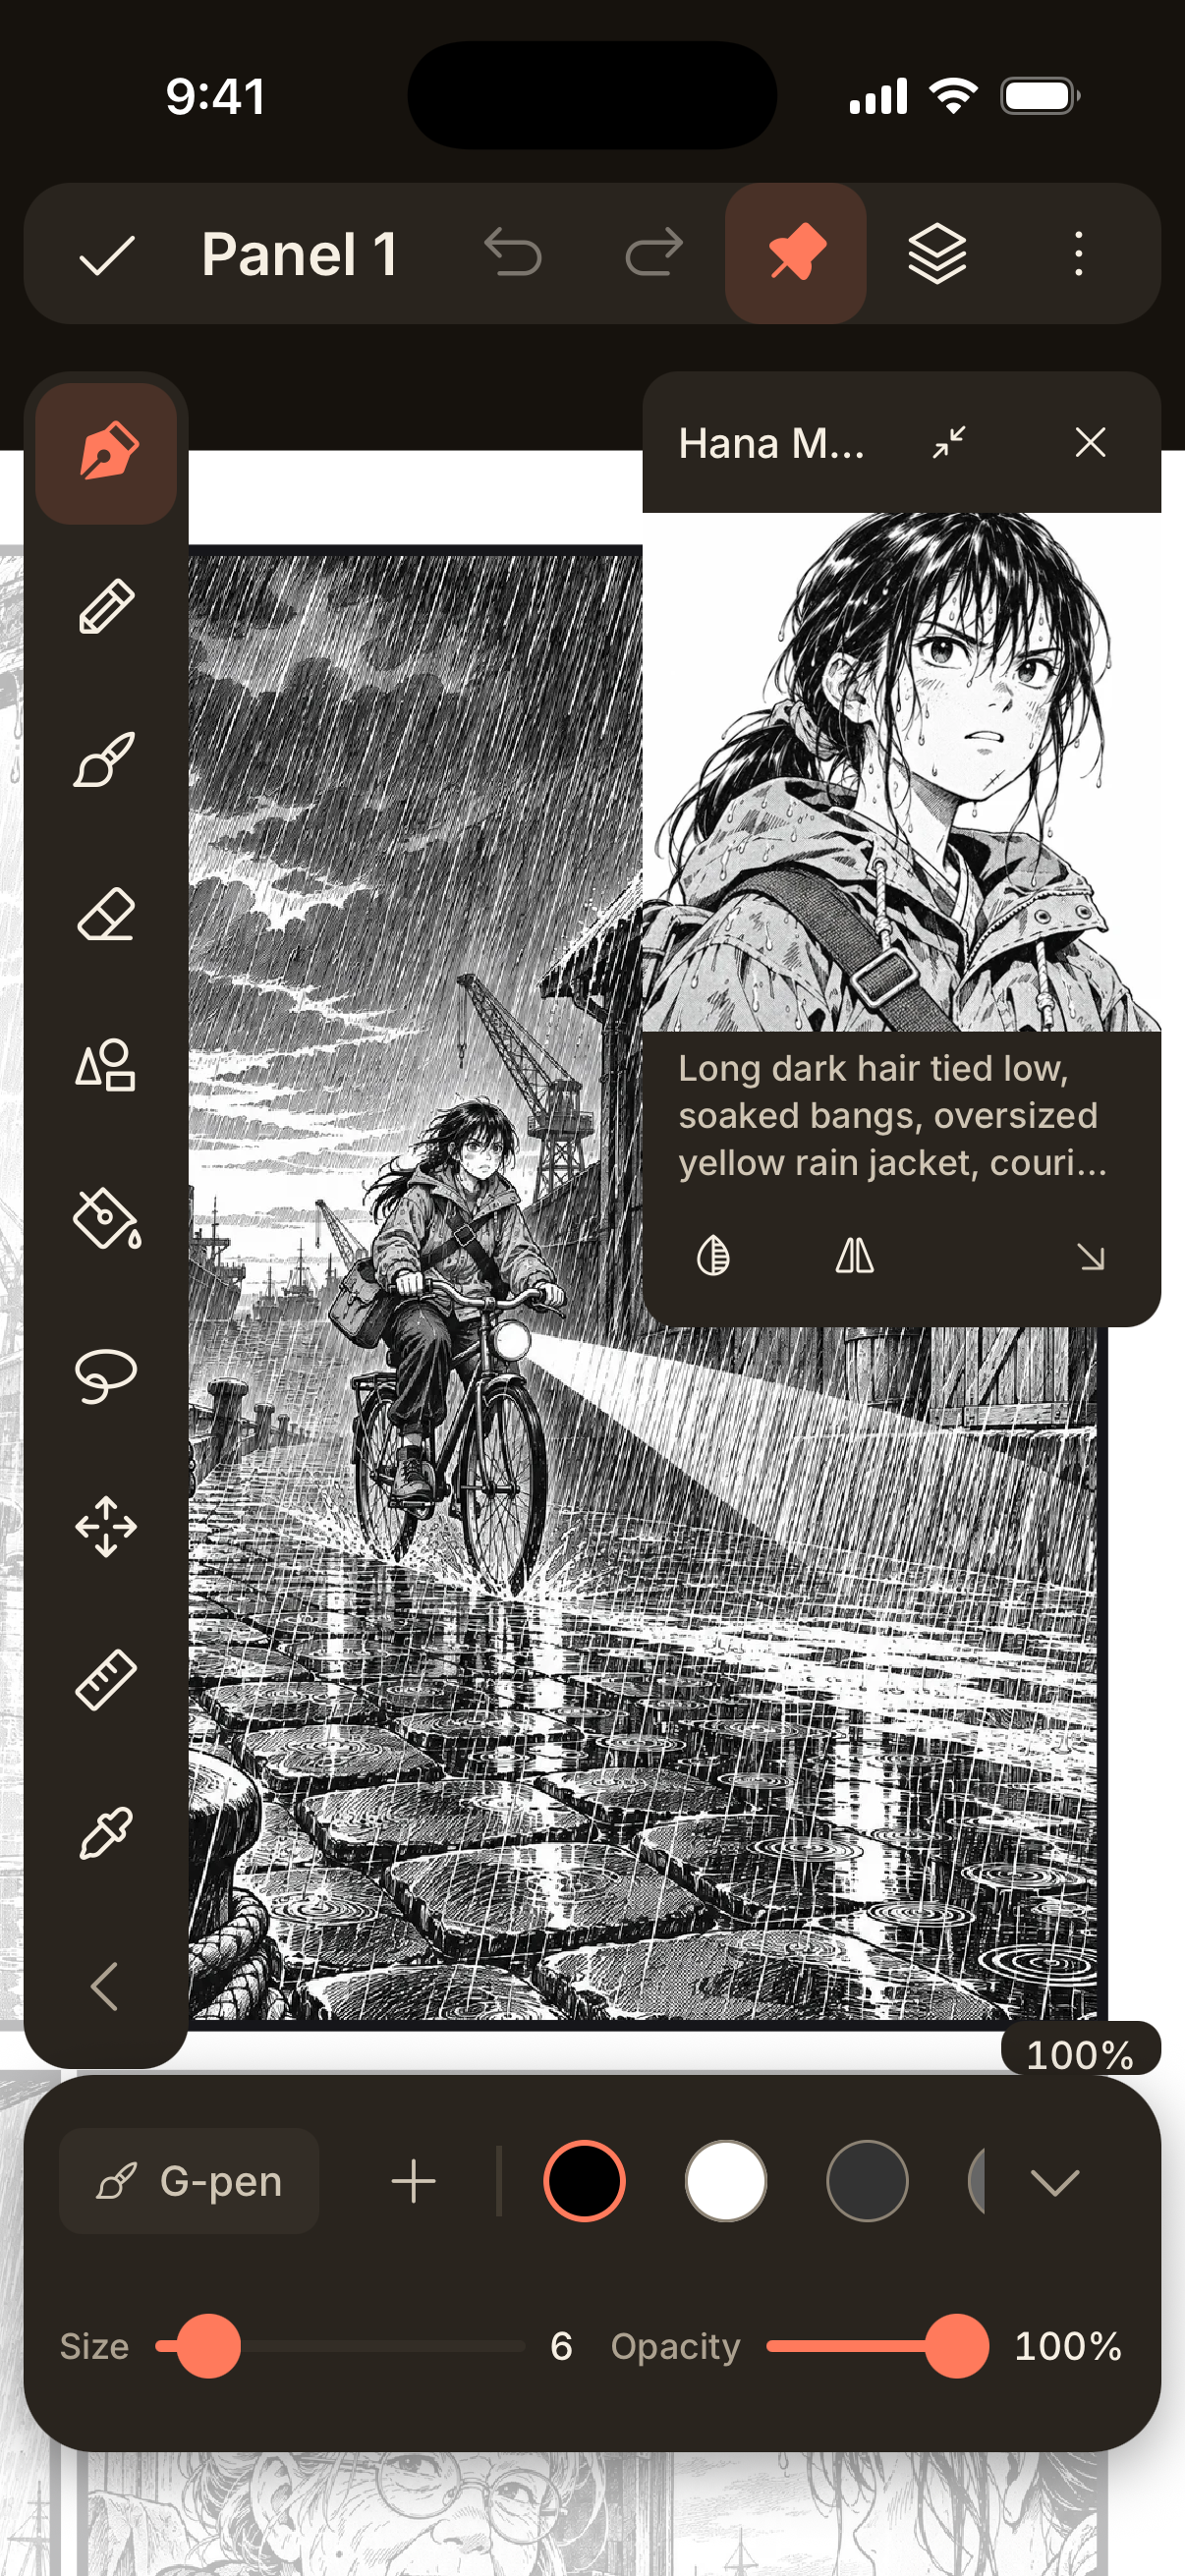 9:41
Panel 1
Hana M...
Long dark hair tied low,
soaked bangs, oversized
yellow rain jacket, couri...
100%
G-pen
Size 6 Opacity 100%